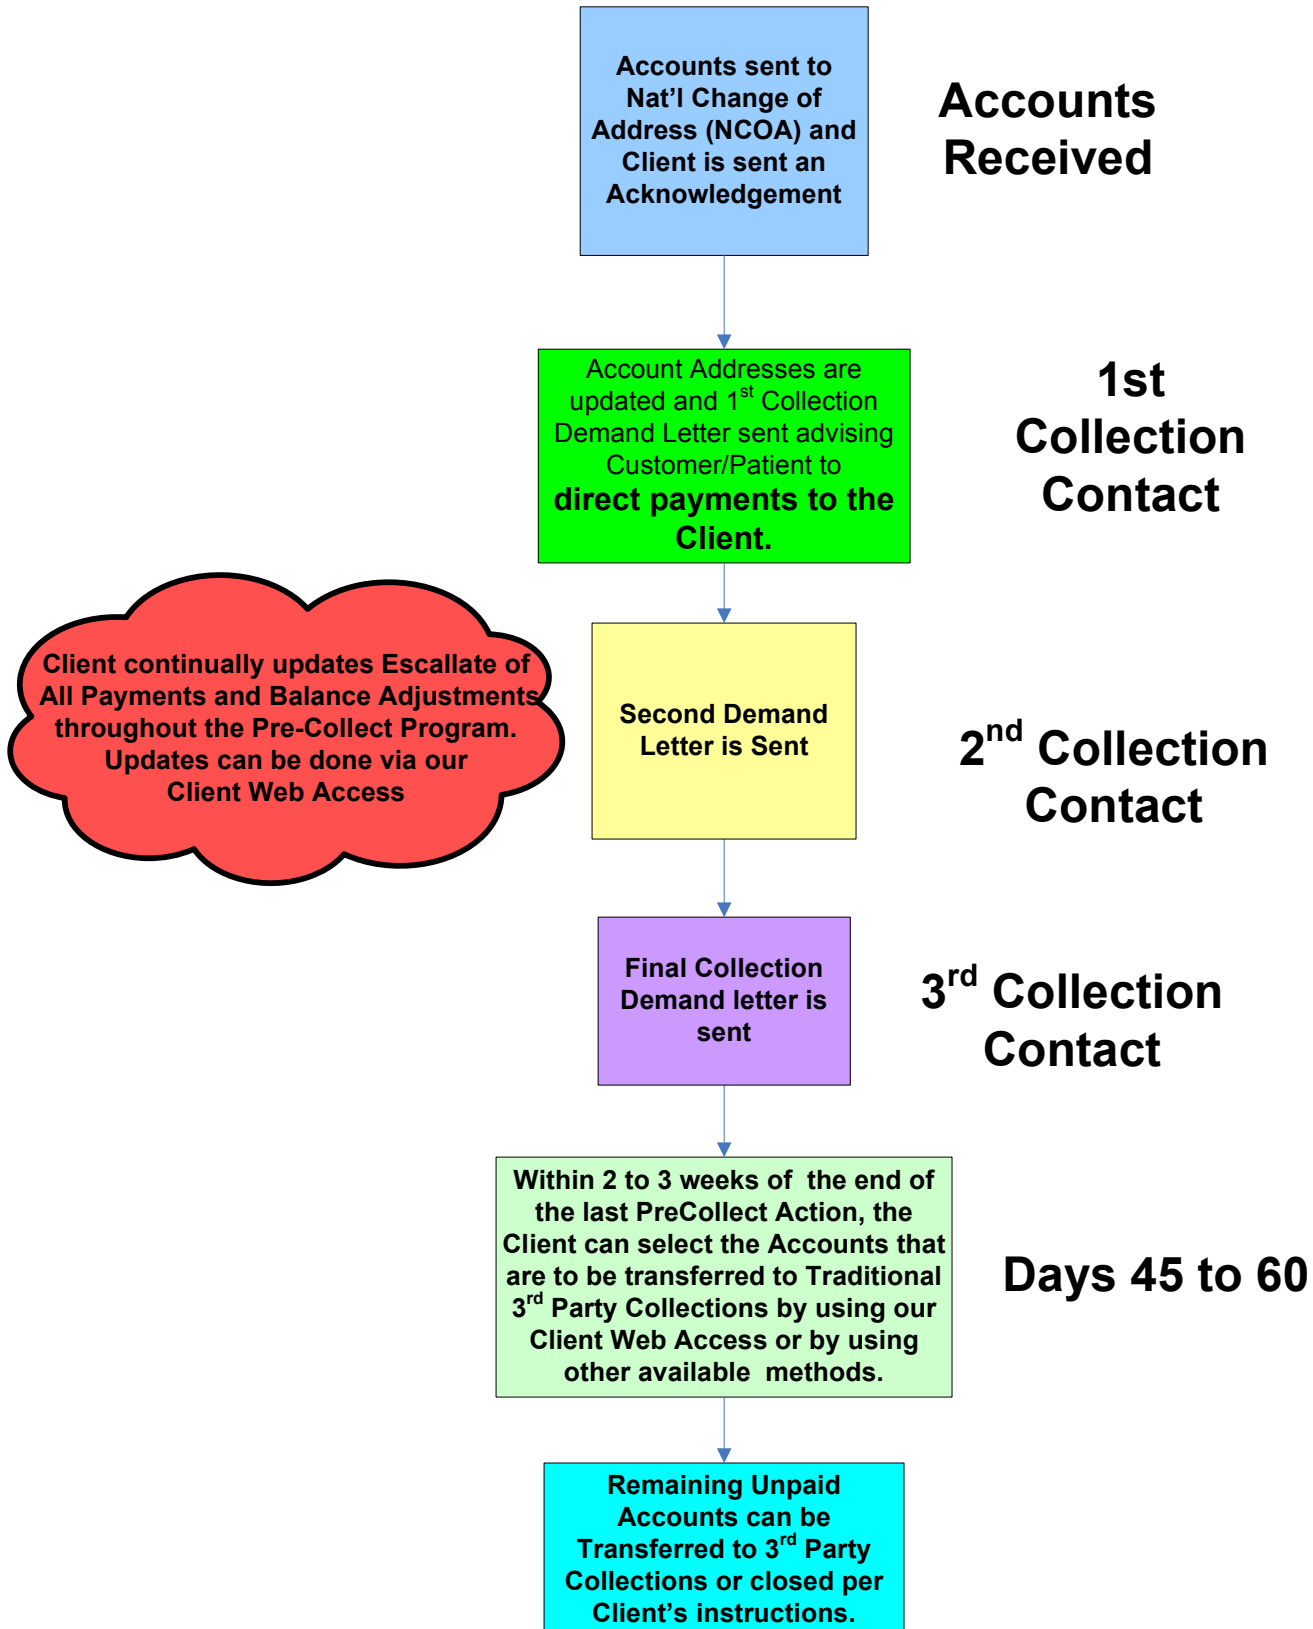 Accounts sent to
Nat’l Change of
Address (NCOA) and
Client is sent an
Acknowledgement
Accounts
Received
Account Addresses are
updated and 1st Collection
Demand Letter sent advising
Customer/Patient to
direct payments to the
Client.
1st
Collection
Contact
Client continually updates Escallate of
All Payments and Balance Adjustments
throughout the Pre-Collect Program.
Updates can be done via our
Client Web Access
Second Demand
Letter is Sent
2nd Collection
Contact
Final Collection
Demand letter is
sent
3rd Collection
Contact
Within 2 to 3 weeks of the end of
the last PreCollect Action, the
Client can select the Accounts that
are to be transferred to Traditional
3rd Party Collections by using our
Client Web Access or by using
other available methods.
Days 45 to 60
Remaining Unpaid
Accounts can be
Transferred to 3rd Party
Collections or closed per
Client’s instructions.